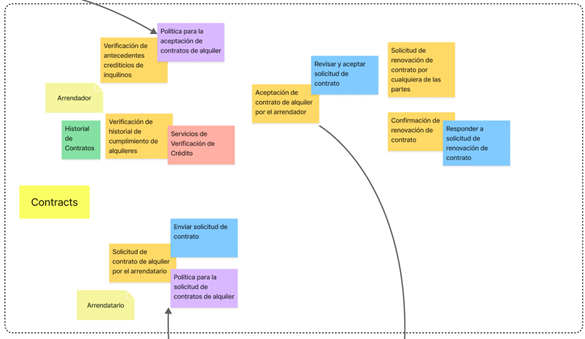 Política para la
aceptación de
contratos de alquiler
Verificación de
antecedentes
crediticios de
inquilinos
Arrendador
Historial
de
Contratos
Verificación de
historial de
cumplimiento de
alquileres
Servicios de
Verificación de
Crédito
Revisar y aceptar
solicitud de
contrato
Aceptación de
contrato de alquiler
por el arrendador
Solicitud de
renovación de
contrato por
cualquiera de las
partes
Confirmación de
renovación de
contrato
Responder a
solicitud de
renovación de
contrato
Contracts
Enviar solicitud de
contrato
Solicitud de
contrato de alquiler
por el arrendatario
Política para la
solicitud de
contratos de alquiler
Arrendatario